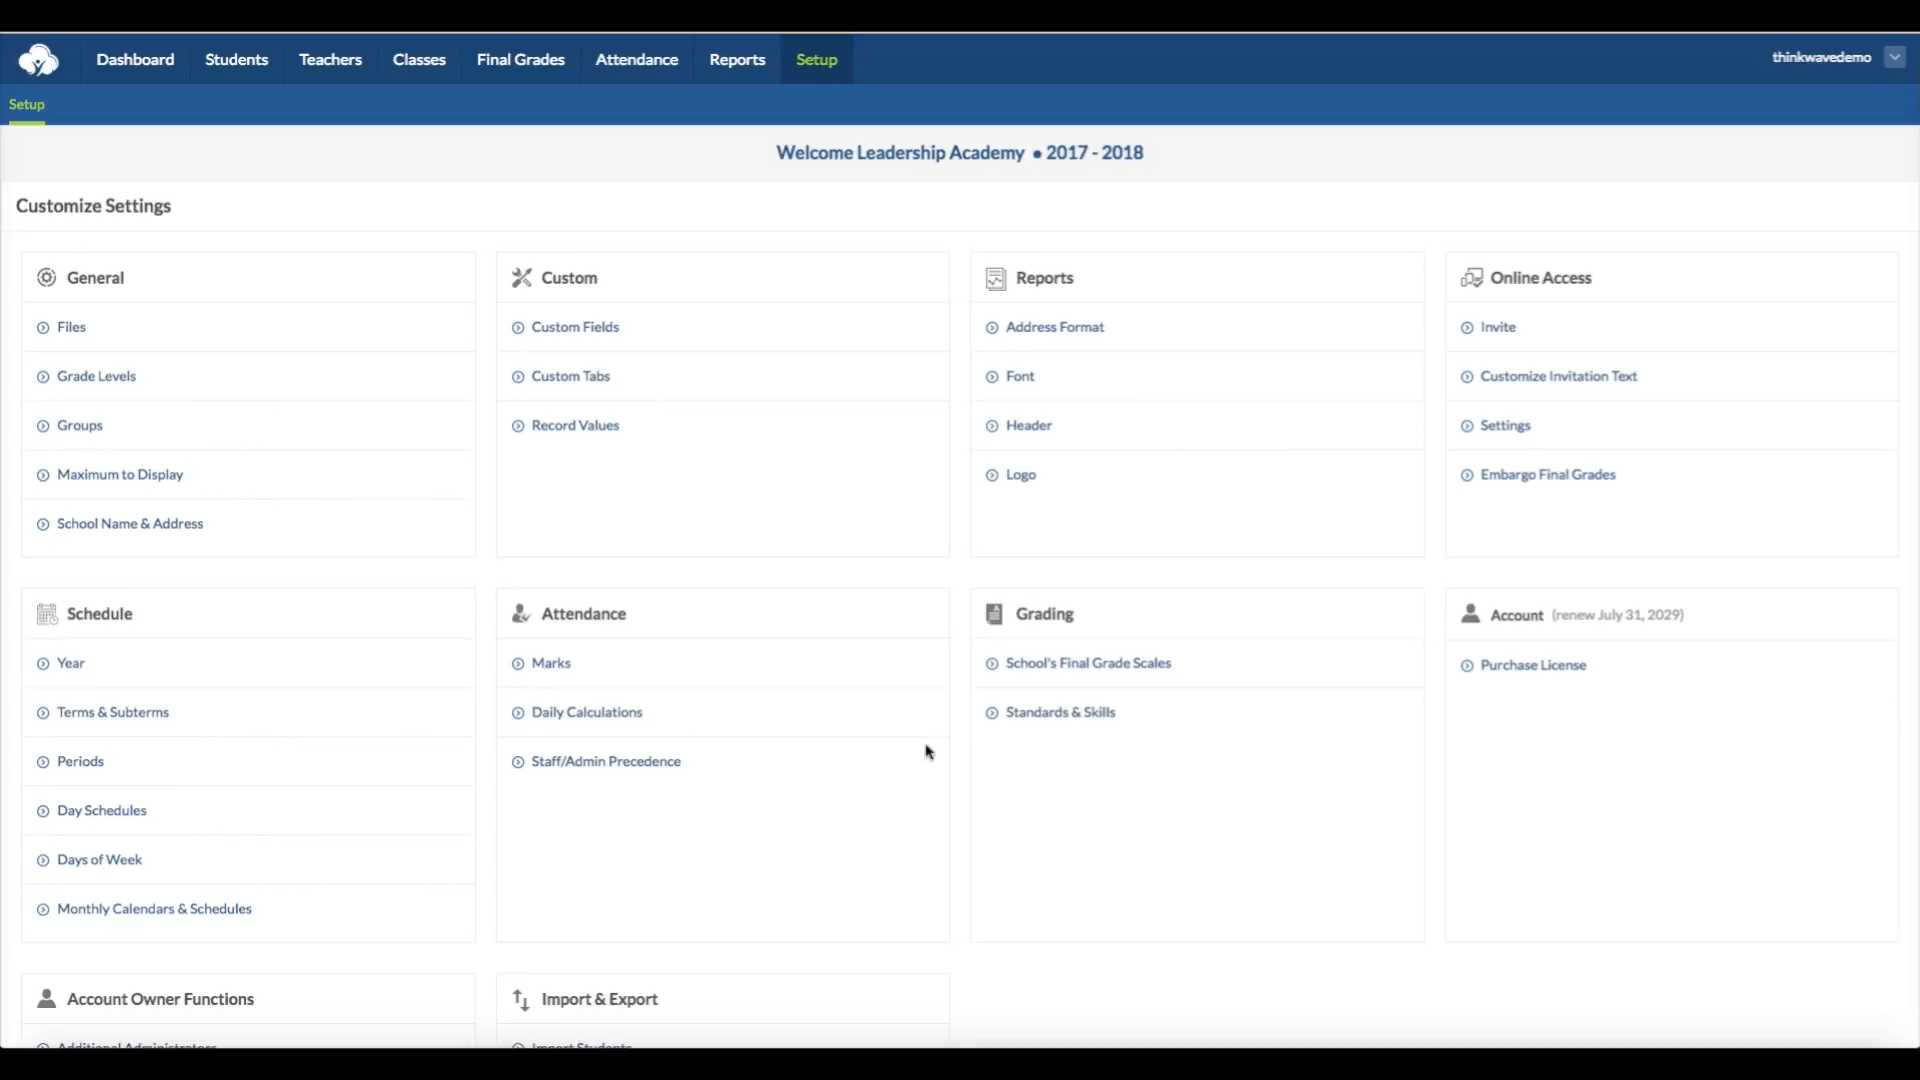 Dashboard Students Teachers Classes Final Grades Attendance Reports Setup thinkwavedemo
Setup
Welcome Leadership Academy • 2017 - 2018
Customize Settings
General
Files
Grade Levels
Groups
Maximum to Display
School Name & Address
Custom
Custom Fields
Custom Tabs
Record Values
Reports
Address Format
Font
Header
Logo
Online Access
Invite
Customize Invitation Text
Settings
Embargo Final Grades
Schedule
Year
Terms & Subterms
Periods
Day Schedules
Days of Week
Monthly Calendars & Schedules
Attendance
Marks
Daily Calculations
Staff/Admin Precedence
Grading
School's Final Grade Scales
Standards & Skills
Account (renew July 31, 2029)
Purchase License
Account Owner Functions
Additional Administrators
Import & Export
Import Students